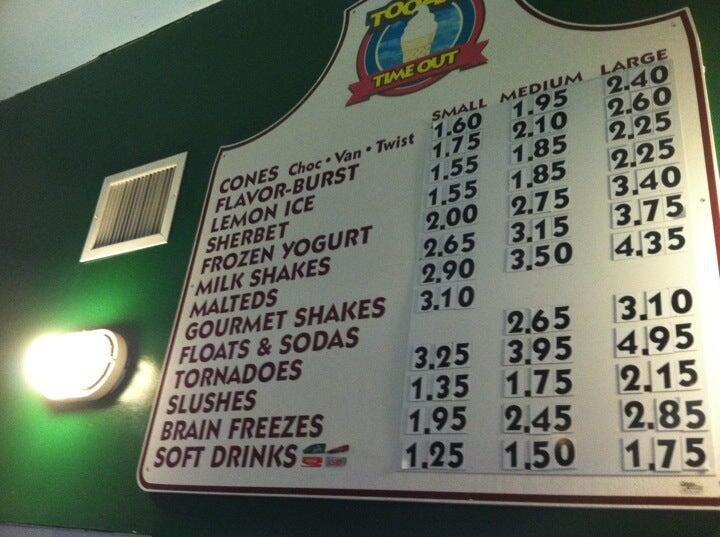 TIME OUT
SMALL MEDIUM LARGE
CONES Choc • Van • Twist 1.60 1.95 2.40
FLAVOR-BURST 1.75 2.10 2.60
LEMON ICE 1.55 1.85 2.25
SHERBET 1.55 1.85 2.25
FROZEN YOGURT 2.00 2.75 3.40
MILK SHAKES 2.65 3.15 3.75
MALTEDS 2.90 3.50 4.35
GOURMET SHAKES 3.10
FLOATS & SODAS 2.65 3.10
TORNADOES 3.25 3.95 4.95
SLUSHES 1.35 1.75 2.15
BRAIN FREEZES 1.95 2.45 2.85
SOFT DRINKS 1.25 1.50 1.75